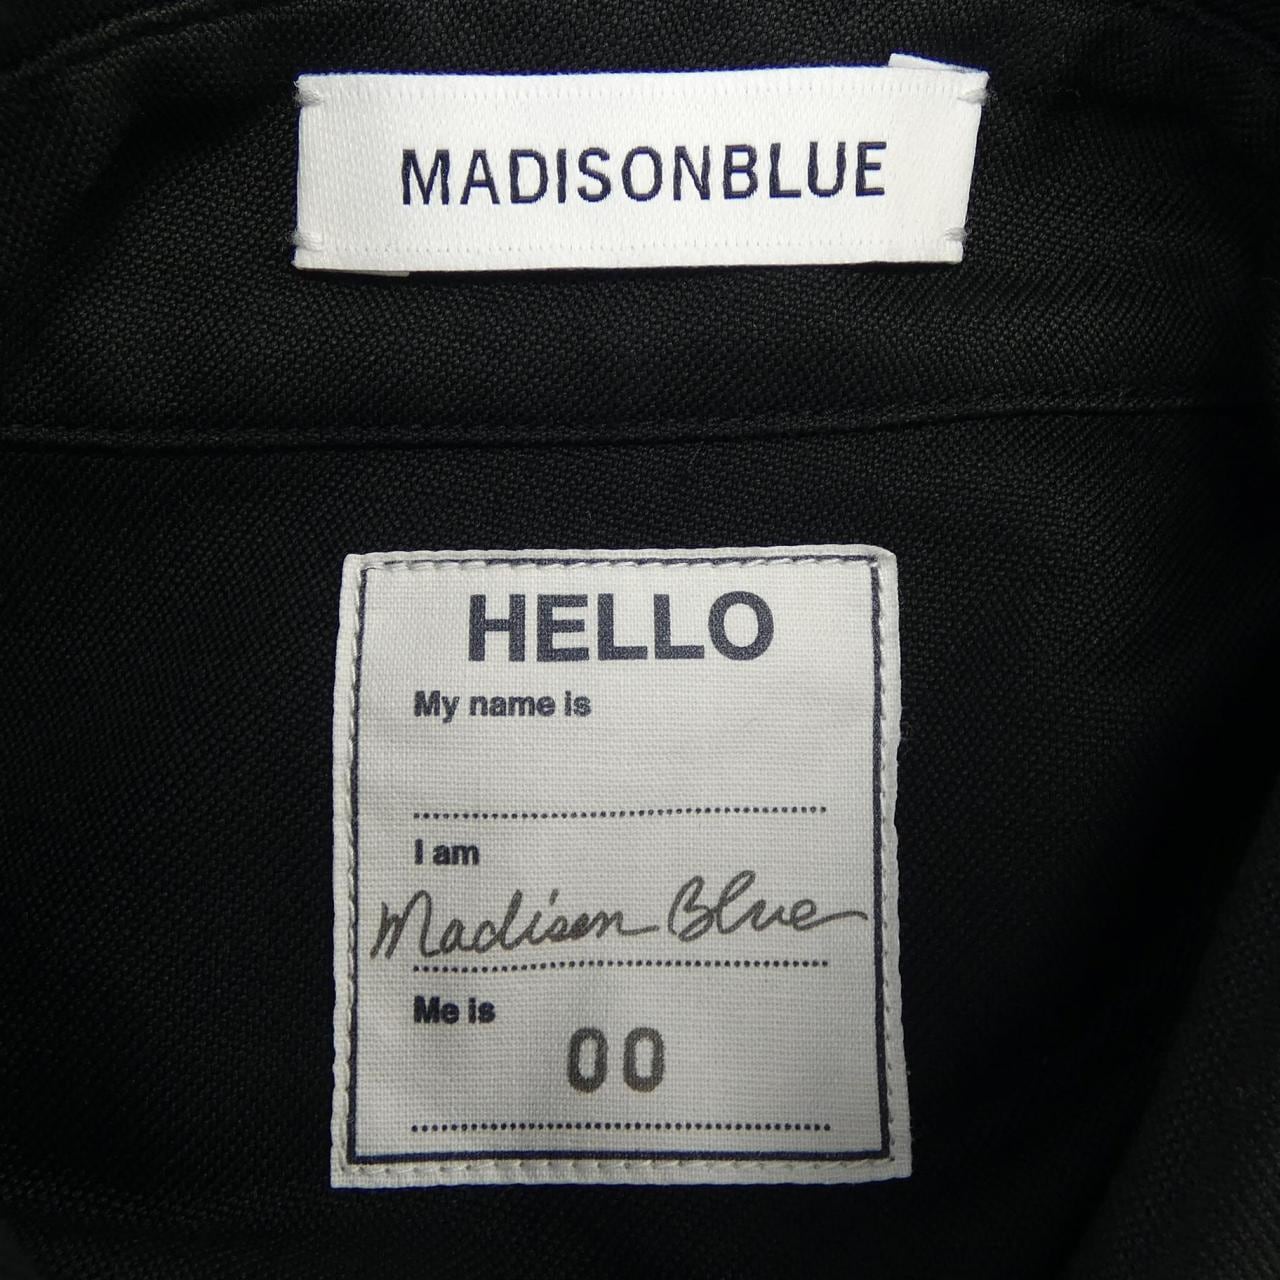 MADISONBLUE
HELLO
My name is
I am
Madison Blue
Me is
00